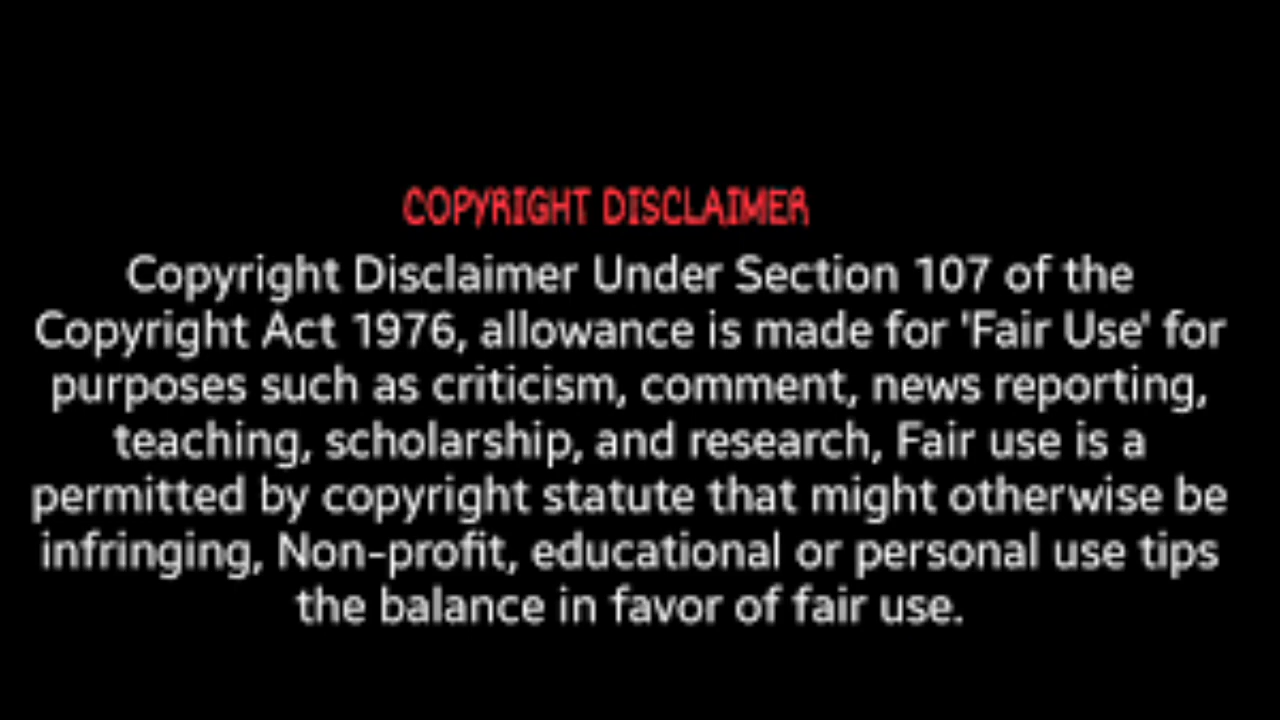 COPYRIGHT DISCLAIMER
Copyright Disclaimer Under Section 107 of the
Copyright Act 1976, allowance is made for 'Fair Use' for
purposes such as criticism, comment, news reporting,
teaching, scholarship, and research, Fair use is a
permitted by copyright statute that might otherwise be
infringing, Non-profit, educational or personal use tips
the balance in favor of fair use.